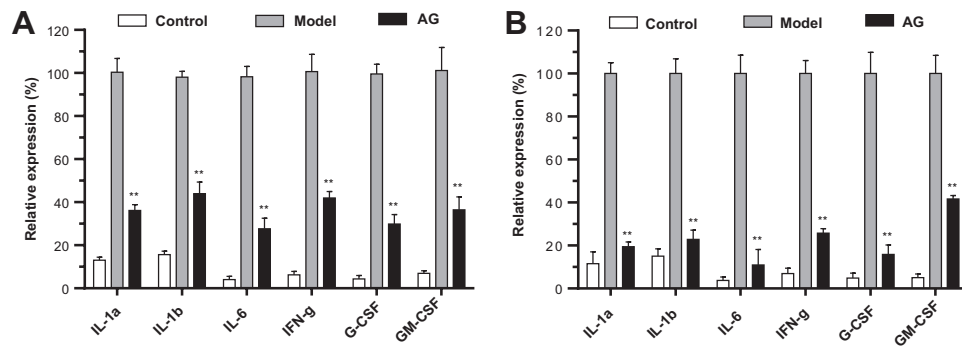 A
Control Model AG
Relative expression (%)
120
100
80
60
40
20
0
** ** ** ** ** **
IL-1a IL-1b IL-6 IFN-g G-CSF GM-CSF
B
Control Model AG
Relative expression (%)
120
100
80
60
40
20
0
** ** ** ** ** **
IL-1a IL-1b IL-6 IFN-g G-CSF GM-CSF